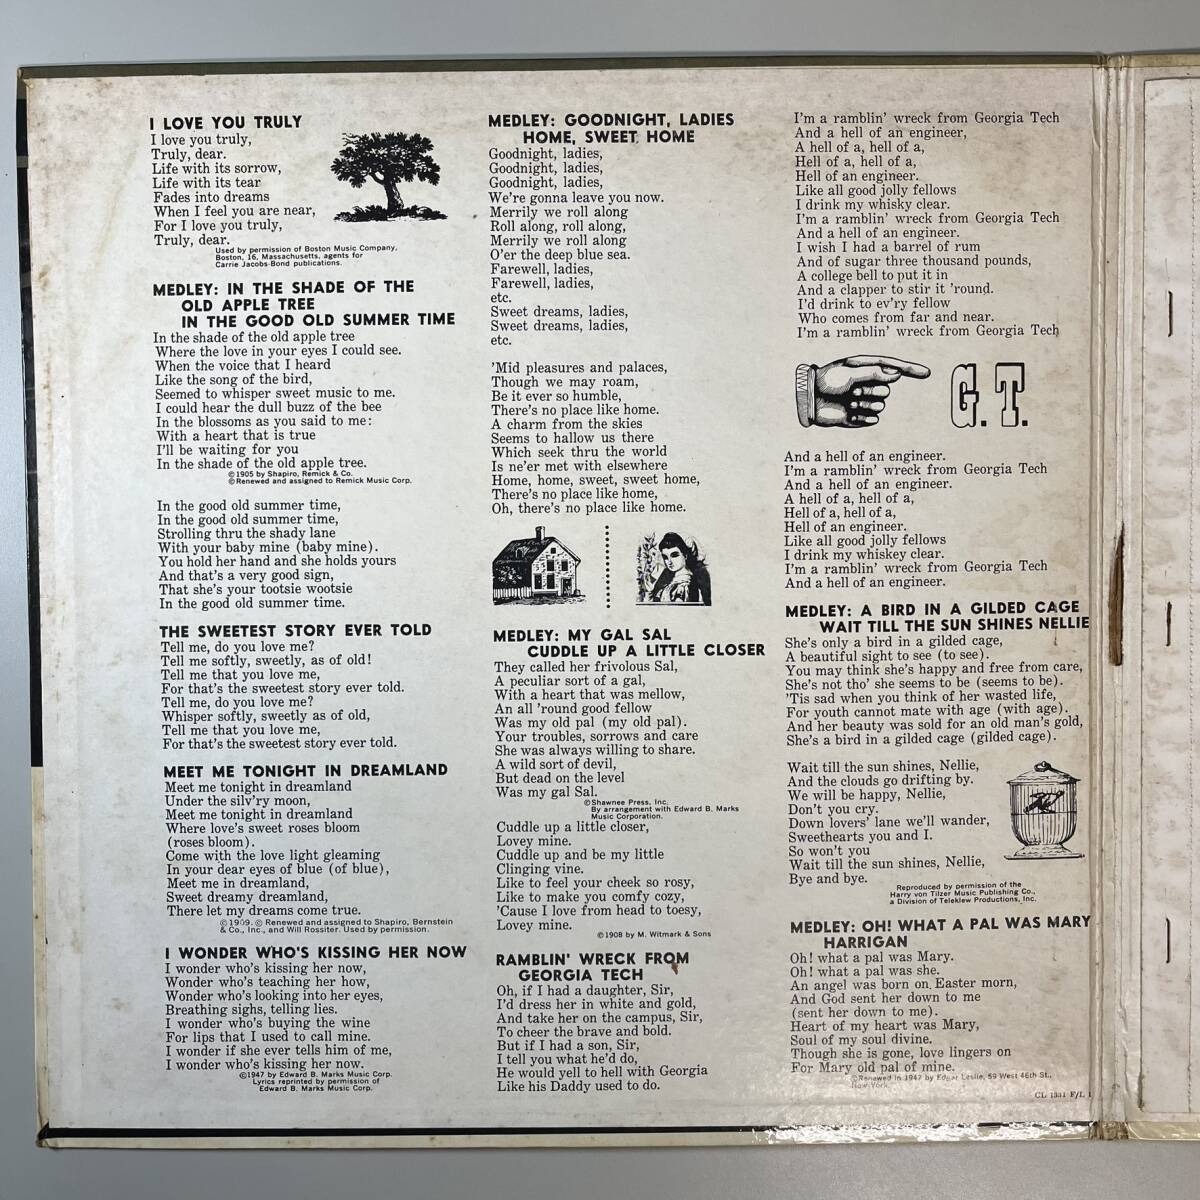 I LOVE YOU TRULY
I love you truly,
Truly, dear.
Life with its sorrow,
Life with its tear
Fades into dreams
When I feel you are near,
For I love you truly,
Truly, dear.
Used by permission of Boston Music Company,
Boston, 16, Massachusetts, agents for
Carrie Jacobs-Bond publications.
MEDLEY: IN THE SHADE OF THE
OLD APPLE TREE
IN THE GOOD OLD SUMMER TIME
In the shade of the old apple tree
Where the love in your eyes I could see.
When the voice that I heard
Like the song of the bird,
Seemed to whisper sweet music to me.
I could hear the dull buzz of the bee
In the blossoms as you said to me:
With a heart that is true
I'll be waiting for you
In the shade of the old apple tree.
©1905 by Shapiro, Remick & Co.
©Renewed and assigned to Remick Music Corp.
In the good old summer time,
In the good old summer time,
Strolling thru the shady lane
With your baby mine (baby mine).
You hold her hand and she holds yours
And that's a very good sign,
That she's your tootsie wootsie
In the good old summer time.
THE SWEETEST STORY EVER TOLD
Tell me, do you love me?
Tell me softly, sweetly, as of old!
Tell me that you love me,
For that's the sweetest story ever told.
Tell me, do you love me?
Whisper softly, sweetly as of old,
Tell me that you love me,
For that's the sweetest story ever told.
MEET ME TONIGHT IN DREAMLAND
Meet me tonight in dreamland
Under the silv'ry moon,
Meet me tonight in dreamland
Where love's sweet roses bloom
(roses bloom).
Come with the love light gleaming
In your dear eyes of blue (of blue),
Meet me in dreamland,
Sweet dreamy dreamland,
There let my dreams come true.
©1909. © Renewed and assigned to Shapiro, Bernstein
& Co., Inc., and Will Rossiter. Used by permission.
I WONDER WHO'S KISSING HER NOW
I wonder who's kissing her now,
Wonder who's teaching her how,
Wonder who's looking into her eyes,
Breathing sighs, telling lies.
I wonder who's buying the wine
For lips that I used to call mine.
I wonder if she ever tells him of me,
I wonder who's kissing her now.
©1947 by Edward B. Marks Music Corp.
Lyrics reprinted by permission of
Edward B. Marks Music Corp.
MEDLEY: GOODNIGHT, LADIES
HOME, SWEET HOME
Goodnight, ladies,
Goodnight, ladies,
Goodnight, ladies,
We're gonna leave you now.
Merrily we roll along
Roll along, roll along,
Merrily we roll along
O'er the deep blue sea.
Farewell, ladies,
Farewell, ladies,
etc.
Sweet dreams, ladies,
Sweet dreams, ladies,
etc.
'Mid pleasures and palaces,
Though we may roam,
Be it ever so humble,
There's no place like home.
A charm from the skies
Seems to hallow us there
Which seek thru the world
Is ne'er met with elsewhere
Home, home, sweet, sweet home,
There's no place like home,
Oh, there's no place like home.
MEDLEY: MY GAL SAL
CUDDLE UP A LITTLE CLOSER
They called her frivolous Sal,
A peculiar sort of a gal,
With a heart that was mellow,
An all 'round good fellow
Was my old pal (my old pal).
Your troubles, sorrows and care
She was always willing to share.
A wild sort of devil,
But dead on the level
Was my gal Sal.
©Shawnee Press, Inc.
By arrangement with Edward B. Marks
Music Corporation.
Cuddle up a little closer,
Lovey mine.
Cuddle up and be my little
Clinging vine.
Like to feel your cheek so rosy,
Like to make you comfy cozy,
'Cause I love from head to toesy,
Lovey mine.
©1908 by M. Witmark & Sons
RAMBLIN' WRECK FROM
GEORGIA TECH
Oh, if I had a daughter, Sir,
I'd dress her in white and gold,
And take her on the campus, Sir,
To cheer the brave and bold.
But if I had a son, Sir,
I tell you what he'd do,
He would yell to hell with Georgia
Like his Daddy used to do.
I'm a ramblin' wreck from Georgia Tech
And a hell of an engineer,
A hell of a, hell of a,
Hell of a, hell of a,
Hell of an engineer.
Like all good jolly fellows
I drink my whisky clear.
I'm a ramblin' wreck from Georgia Tech
And a hell of an engineer.
I wish I had a barrel of rum
And of sugar three thousand pounds,
A college bell to put it in
And a clapper to stir it 'round.
I'd drink to ev'ry fellow
Who comes from far and near.
I'm a ramblin' wreck from Georgia Tech
G.T.
And a hell of an engineer.
I'm a ramblin' wreck from Georgia Tech
And a hell of an engineer.
A hell of a, hell of a,
Hell of a, hell of a,
Hell of an engineer.
Like all good jolly fellows
I drink my whiskey clear.
I'm a ramblin' wreck from Georgia Tech
And a hell of an engineer.
MEDLEY: A BIRD IN A GILDED CAGE
WAIT TILL THE SUN SHINES NELLIE
She's only a bird in a gilded cage,
A beautiful sight to see (to see).
You may think she's happy and free from care,
She's not tho' she seems to be (seems to be).
'Tis sad when you think of her wasted life,
For youth cannot mate with age (with age).
And her beauty was sold for an old man's gold,
She's a bird in a gilded cage (gilded cage).
Wait till the sun shines, Nellie,
And the clouds go drifting by.
We will be happy, Nellie,
Don't you cry.
Down lovers' lane we'll wander,
Sweethearts you and I.
So won't you
Wait till the sun shines, Nellie,
Bye and bye.
Reproduced by permission of the
Harry von Tilzer Music Publishing Co.,
a Division of Teleklew Productions, Inc.
MEDLEY: OH! WHAT A PAL WAS MARY
HARRIGAN
Oh! what a pal was Mary.
Oh! what a pal was she.
An angel was born on Easter morn,
And God sent her down to me
(sent her down to me).
Heart of my heart was Mary,
Soul of my soul divine.
Though she is gone, love lingers on
For Mary old pal of mine.
©Renewed in 1947 by Edgar Leslie, 59 West 46th St.,
New York.
CL 1331 F/L 1